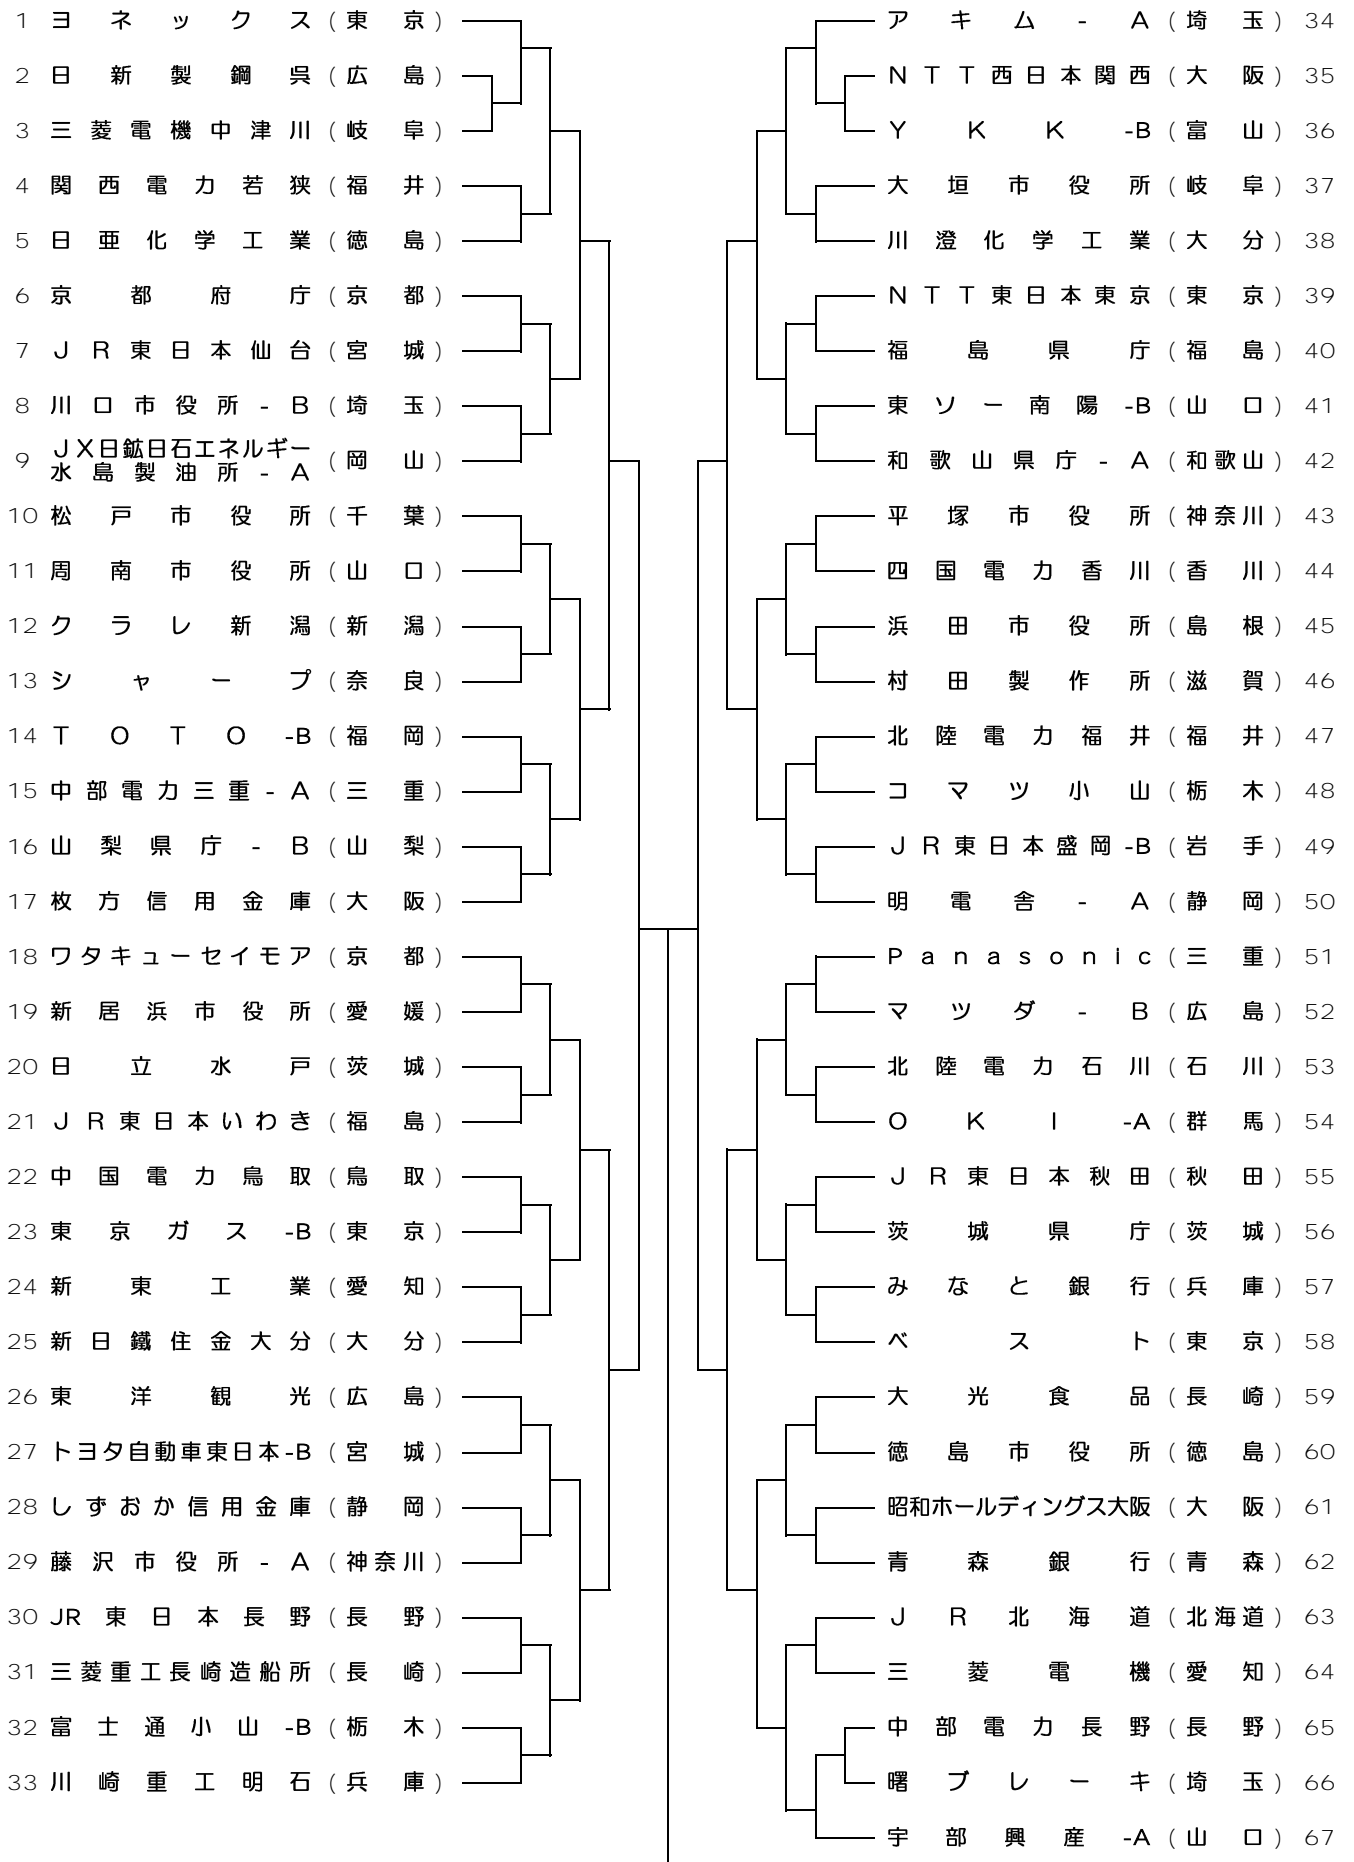 1 ヨネックス(東京)
2 日新製鋼呉(広島)
3 三菱電機中津川(岐阜)
4 関西電力若狭(福井)
5 日亜化学工業(徳島)
6 京都府庁(京都)
7 JR東日本仙台(宮城)
8 川口市役所-B(埼玉)
9 JX日鉱日石エネルギー
水島製油所-A(岡山)
10 松戸市役所(千葉)
11 周南市役所(山口)
12 クラレ新潟(新潟)
13 シャープ(奈良)
14 TOTO-B(福岡)
15 中部電力三重-A(三重)
16 山梨県庁-B(山梨)
17 枚方信用金庫(大阪)
18 ワタキューセイモア(京都)
19 新居浜市役所(愛媛)
20 日立水戸(茨城)
21 JR東日本いわき(福島)
22 中国電力鳥取(鳥取)
23 東京ガス-B(東京)
24 新東工業(愛知)
25 新日鐵住金大分(大分)
26 東洋観光(広島)
27 トヨタ自動車東日本-B(宮城)
28 しずおか信用金庫(静岡)
29 藤沢市役所-A(神奈川)
30 JR東日本長野(長野)
31 三菱重工長崎造船所(長崎)
32 富士通小山-B(栃木)
33 川崎重工明石(兵庫)
アキム-A(埼玉) 34
NTT西日本関西(大阪) 35
YKK-B(富山) 36
大垣市役所(岐阜) 37
川澄化学工業(大分) 38
NTT東日本東京(東京) 39
福島県庁(福島) 40
東ソー南陽-B(山口) 41
和歌山県庁-A(和歌山) 42
平塚市役所(神奈川) 43
四国電力香川(香川) 44
浜田市役所(島根) 45
村田製作所(滋賀) 46
北陸電力福井(福井) 47
コマツ小山(栃木) 48
JR東日本盛岡-B(岩手) 49
明電舎-A(静岡) 50
Panasonic(三重) 51
マツダ-B(広島) 52
北陸電力石川(石川) 53
OKI-A(群馬) 54
JR東日本秋田(秋田) 55
茨城県庁(茨城) 56
みなと銀行(兵庫) 57
ベスト(東京) 58
大光食品(長崎) 59
徳島市役所(徳島) 60
昭和ホールディングス大阪(大阪) 61
青森銀行(青森) 62
JR北海道(北海道) 63
三菱電機(愛知) 64
中部電力長野(長野) 65
曙ブレーキ(埼玉) 66
宇部興産-A(山口) 67